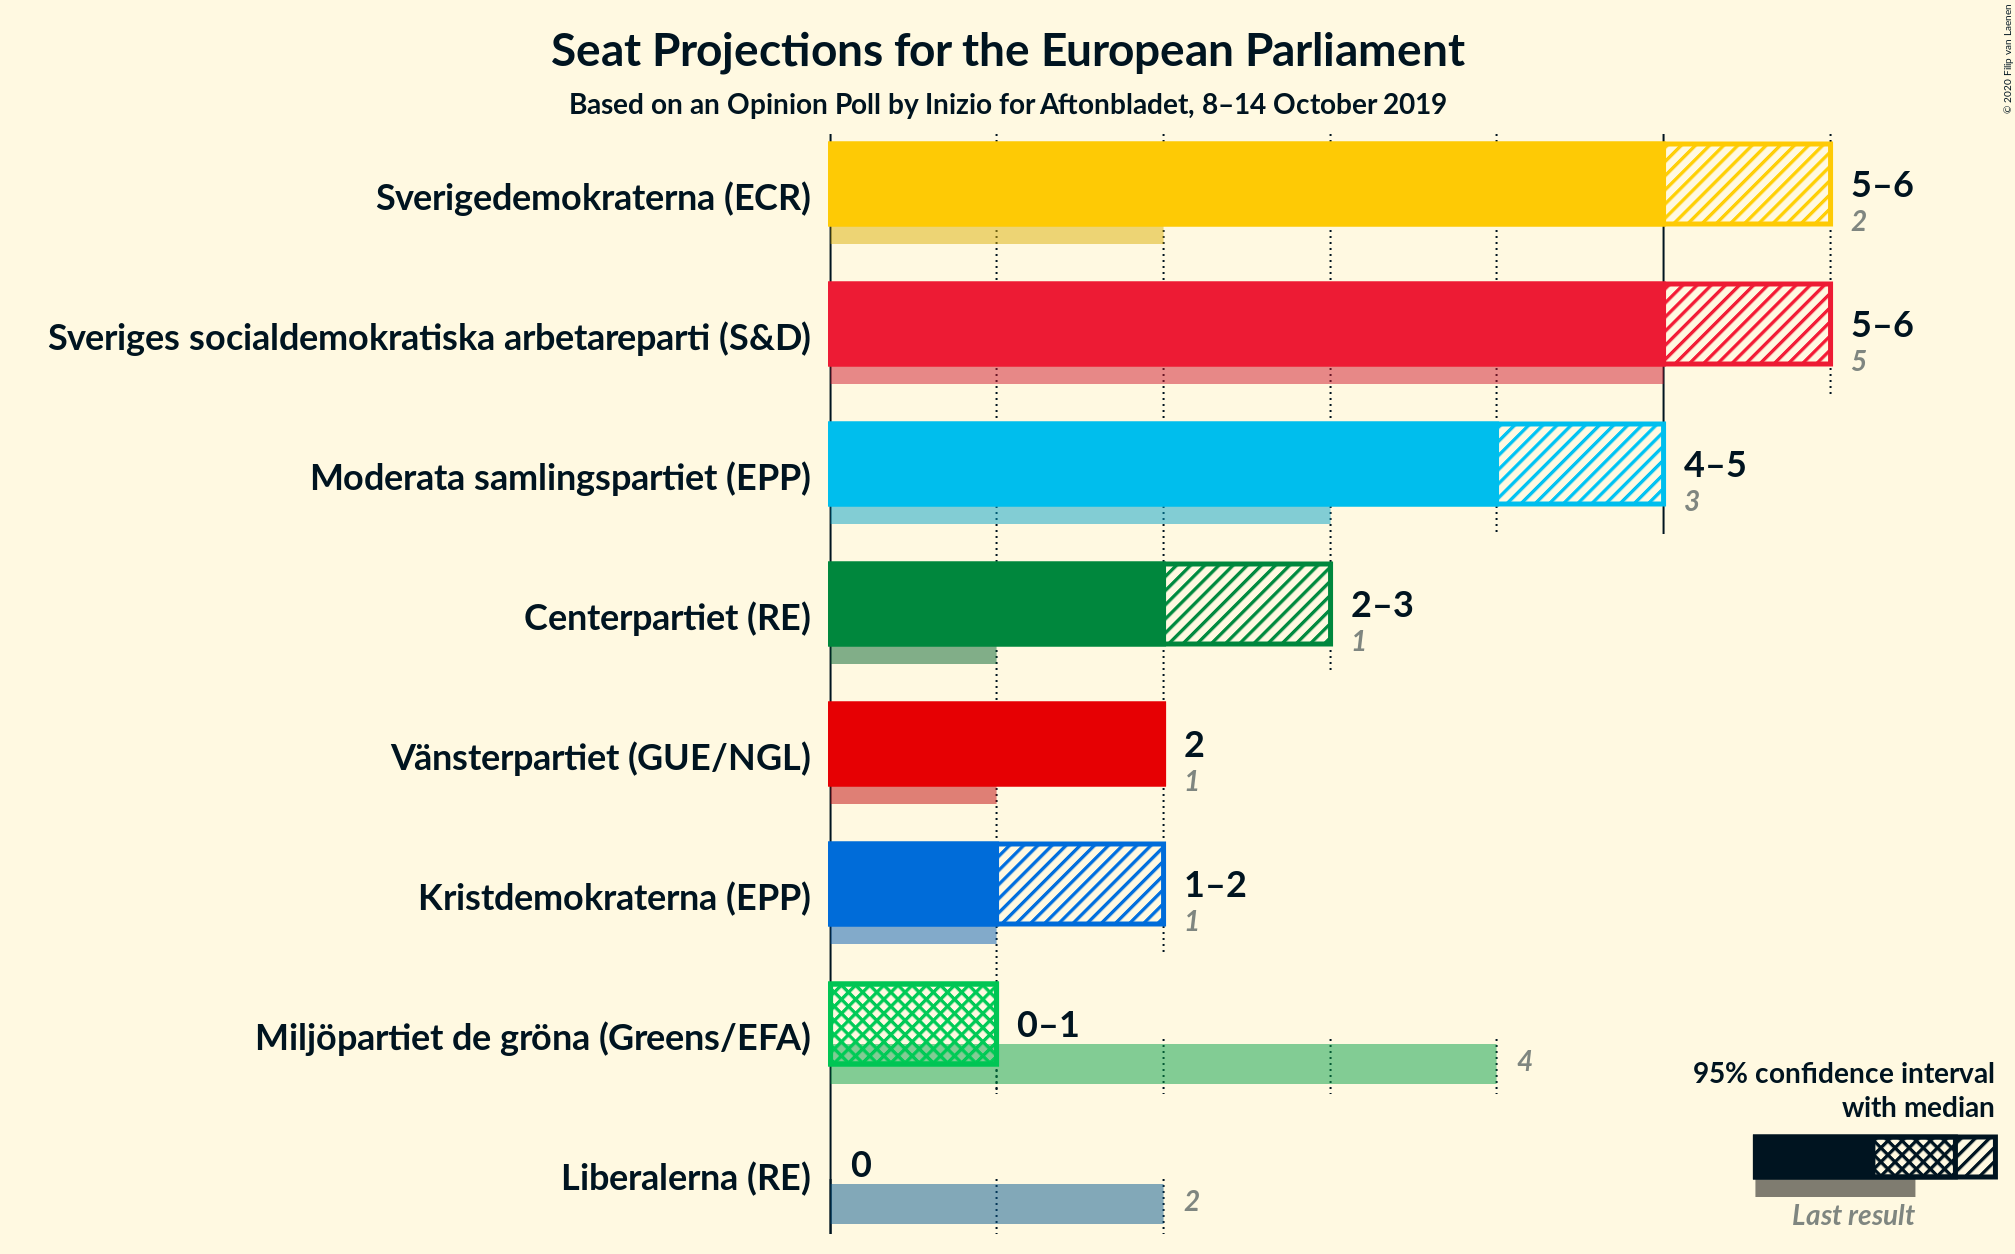 Seat Projections for the European Parliament
Based on an Opinion Poll by Inizio for Aftonbladet, 8–14 October 2019
© 2020 Filip van Laenen
Sverigedemokraterna (ECR)
5–6
2
Sveriges socialdemokratiska arbetareparti (S&D)
5–6
5
Moderata samlingspartiet (EPP)
4–5
3
Centerpartiet (RE)
2–3
1
Vänsterpartiet (GUE/NGL)
2
1
Kristdemokraterna (EPP)
1–2
1
Miljöpartiet de gröna (Greens/EFA)
0–1
4
Liberalerna (RE)
0
2
95% confidence interval
with median
Last result